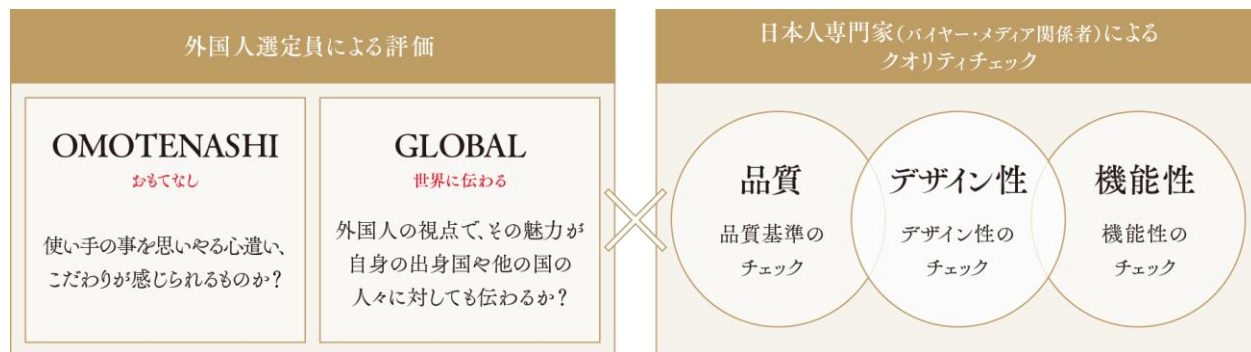 外国人選定員による評価
OMOTENASHI
おもてなし
使い手の事を思いやる心遣い、
こだわりが感じられるものか？
GLOBAL
世界に伝わる
外国人の視点で、その魅力が
自身の出身国や他の国の
人々に対しても伝わるか？
日本人専門家（バイヤー・メディア関係者）による
クオリティチェック
品質
品質基準の
チェック
デザイン性
デザイン性の
チェック
機能性
機能性の
チェック